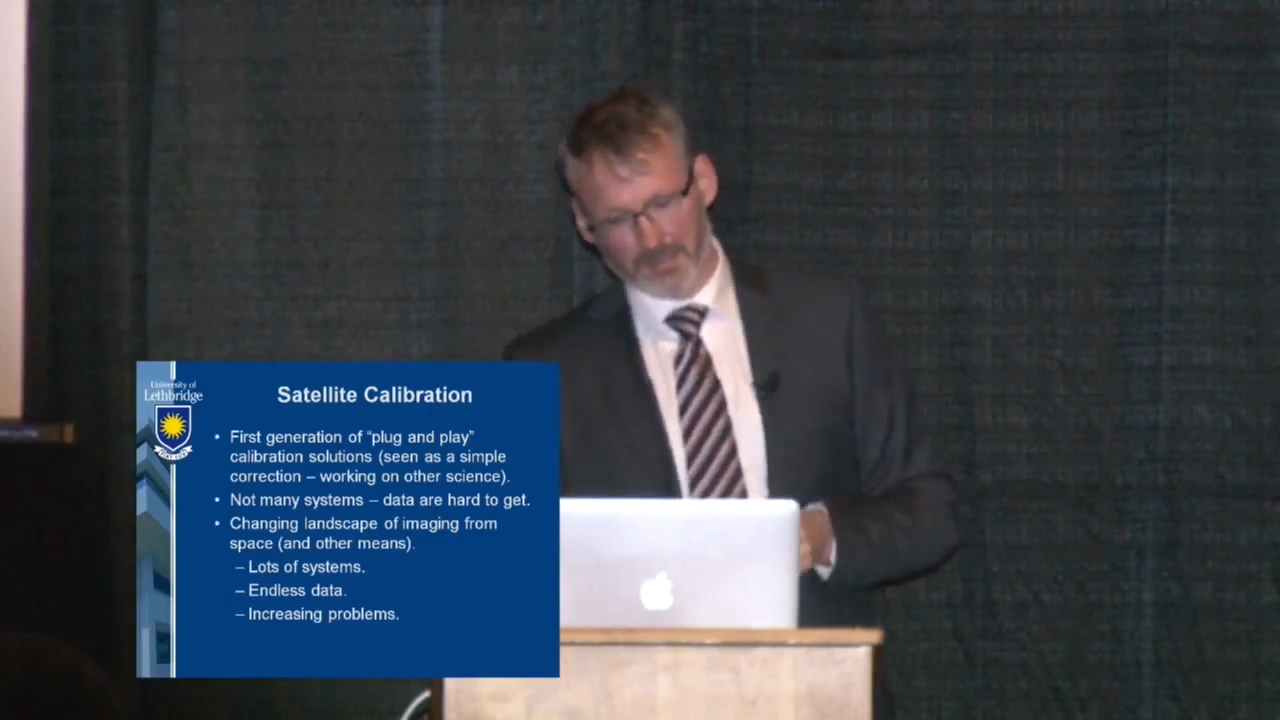 University of
Lethbridge
Satellite Calibration
• First generation of “plug and play”
calibration solutions (seen as a simple
correction – working on other science).
• Not many systems – data are hard to get.
• Changing landscape of imaging from
space (and other means).
– Lots of systems.
– Endless data.
– Increasing problems.